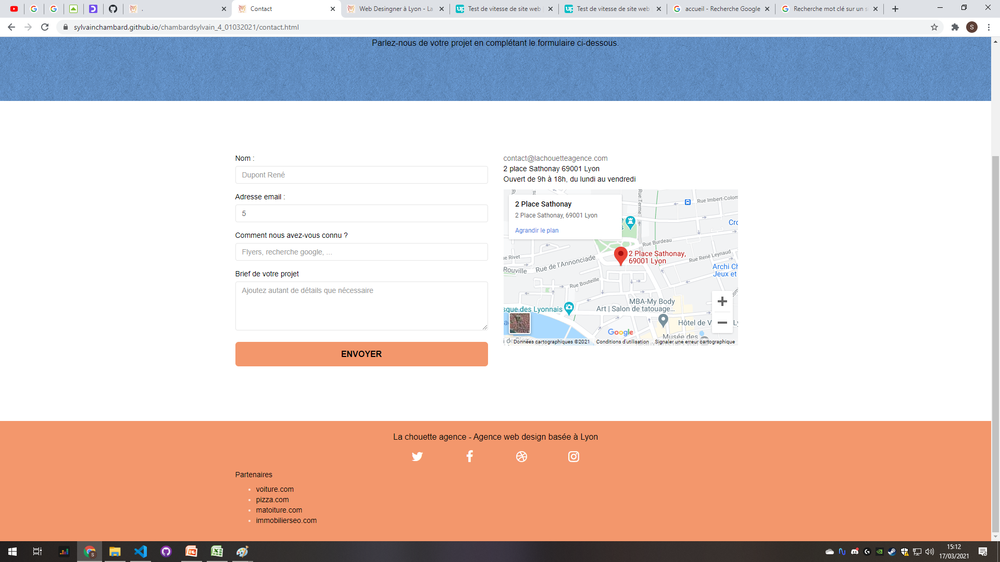 .
Contact
Web Desingner à Lyon - La
Test de vitesse de site web
Test de vitesse de site web
accueil - Recherche Google
Recherche mot clé sur un s
sylvainchambard.github.io/chambardsylvain_4_01032021/contact.html
S
Parlez-nous de votre projet en complétant le formulaire ci-dessous.
Nom :
Dupont René
Adresse email :
5
Comment nous avez-vous connu ?
Flyers, recherche google, ...
Brief de votre projet
Ajoutez autant de détails que nécessaire
ENVOYER
contact@lachouetteagence.com
2 place Sathonay 69001 Lyon
Ouvert de 9h à 18h, du lundi au vendredi
2 Place Sathonay
2 Place Sathonay, 69001 Lyon
Agrandir le plan
Rue Terme
Rue Imbert-Colom
Cro
Rue Burdeau
2 Place Sathonay,
69001 Lyon
Rue René Leynaud
ue Rivet
Rue de l'Annonciade
Rouville
Archi Ch
Jeux et
Rue Bouteille
MBA-My Body
Art | Salon de tatouage...
sque des Lyonnais
Hôtel de V
Ly
Musée des
Google
Données cartographiques ©2021
Conditions d'utilisation
Signaler une erreur cartographique
La chouette agence - Agence web design basée à Lyon
Partenaires
voiture.com
pizza.com
matoiture.com
immobilierseo.com
15:12
17/03/2021